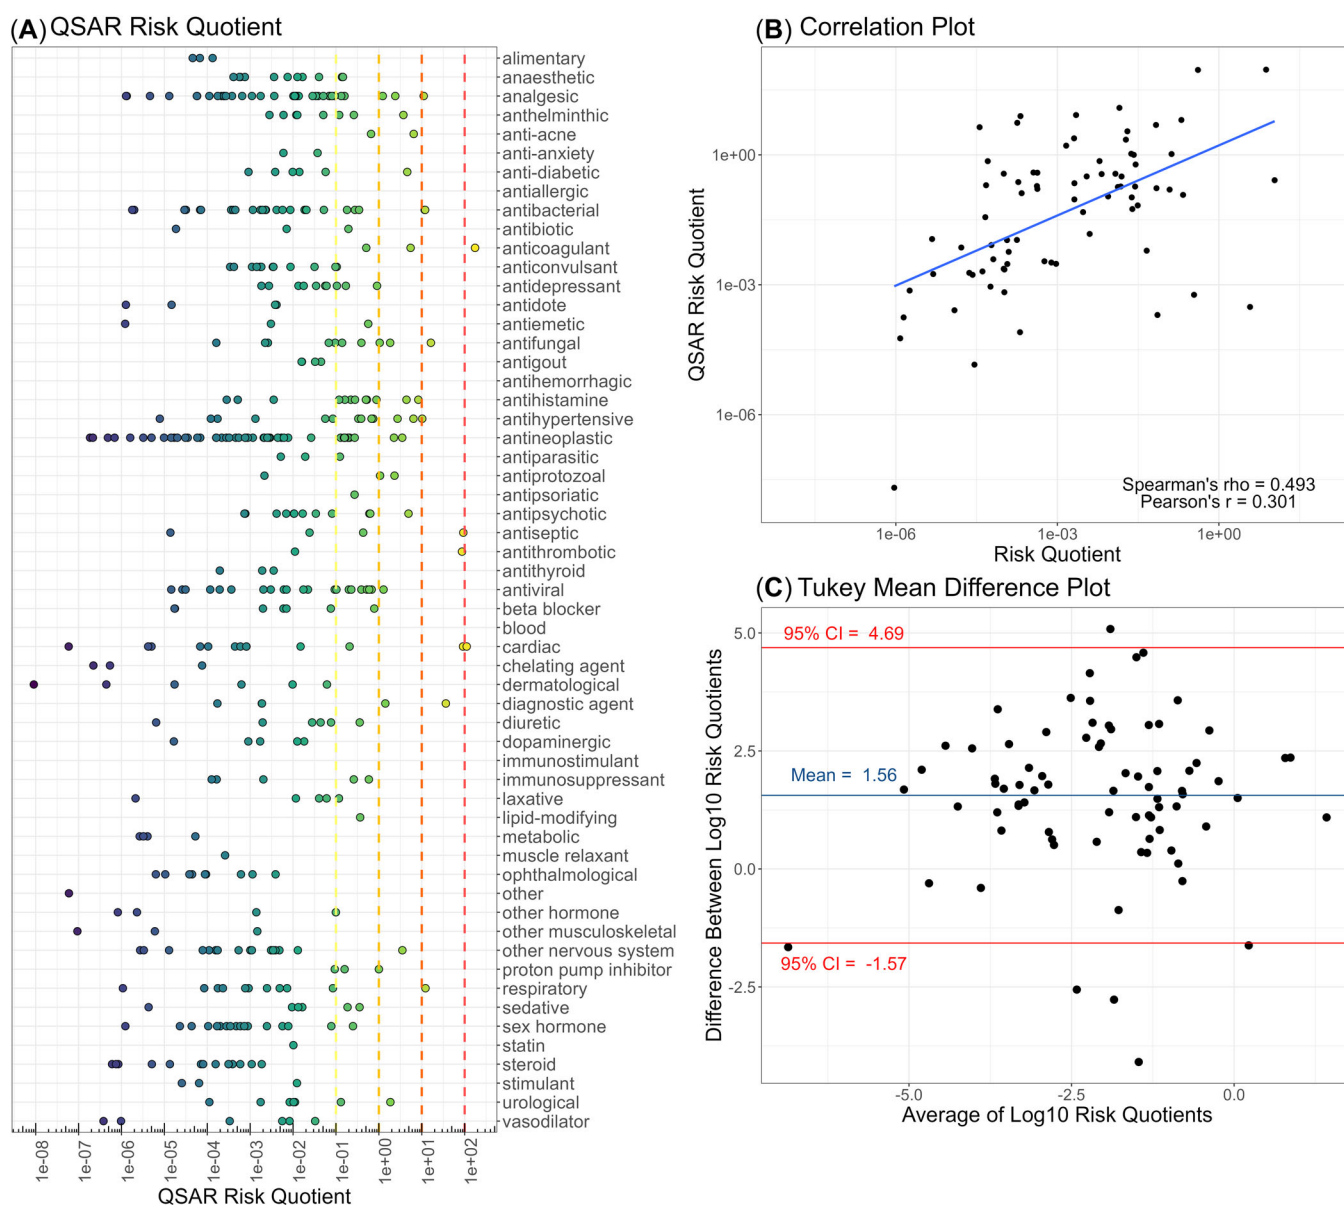 (A) QSAR Risk Quotient
alimentary
anaesthetic
analgesic
anthelminthic
anti-acne
anti-anxiety
anti-diabetic
antiallergic
antibacterial
antibiotic
anticoagulant
anticonvulsant
antidepressant
antidote
antiemetic
antifungal
antigout
antihemorrhagic
antihistamine
antihypertensive
antineoplastic
antiparasitic
antiprotozoal
antipsoriatic
antipsychotic
antiseptic
antithrombotic
antithyroid
antiviral
beta blocker
blood
cardiac
chelating agent
dermatological
diagnostic agent
diuretic
dopaminergic
immunostimulant
immunosuppressant
laxative
lipid-modifying
metabolic
muscle relaxant
ophthalmological
other
other hormone
other musculoskeletal
other nervous system
proton pump inhibitor
respiratory
sedative
sex hormone
statin
steroid
stimulant
urological
vasodilator
1e-08
1e-07
1e-06
1e-05
1e-04
1e-03
1e-02
1e-01
1e+00
1e+01
1e+02
QSAR Risk Quotient
(B) Correlation Plot
QSAR Risk Quotient
1e+00
1e-03
1e-06
Spearman's rho = 0.493
Pearson's r = 0.301
1e-06
1e-03
1e+00
Risk Quotient
(C) Tukey Mean Difference Plot
Difference Between Log10 Risk Quotients
5.0
2.5
0.0
-2.5
95% CI = 4.69
Mean = 1.56
95% CI = -1.57
-5.0
-2.5
0.0
Average of Log10 Risk Quotients